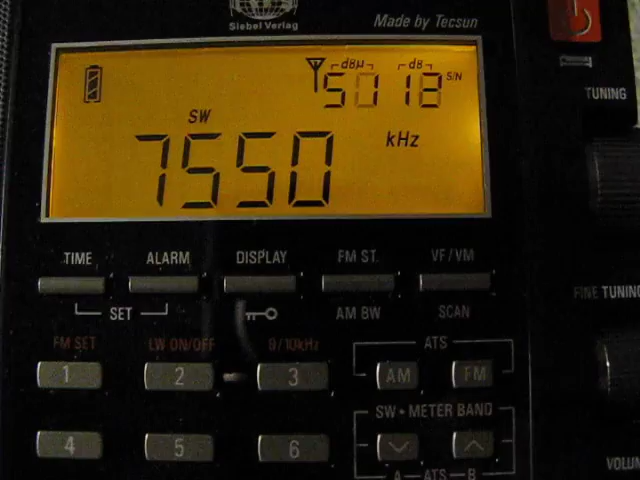 Siebel Verlag
Made by Tecsun
dBμ dB
50 18 S/N
SW
7550 kHz
TUNING
TIME ALARM DISPLAY FM ST. VF/VM
SET AM BW SCAN
FINE TUNING
FM SET LW ON/OFF 9/10kHz ATS
1 2 3 AM FM
SW • METER BAND
4 5 6
A — ATS — B
VOLUM